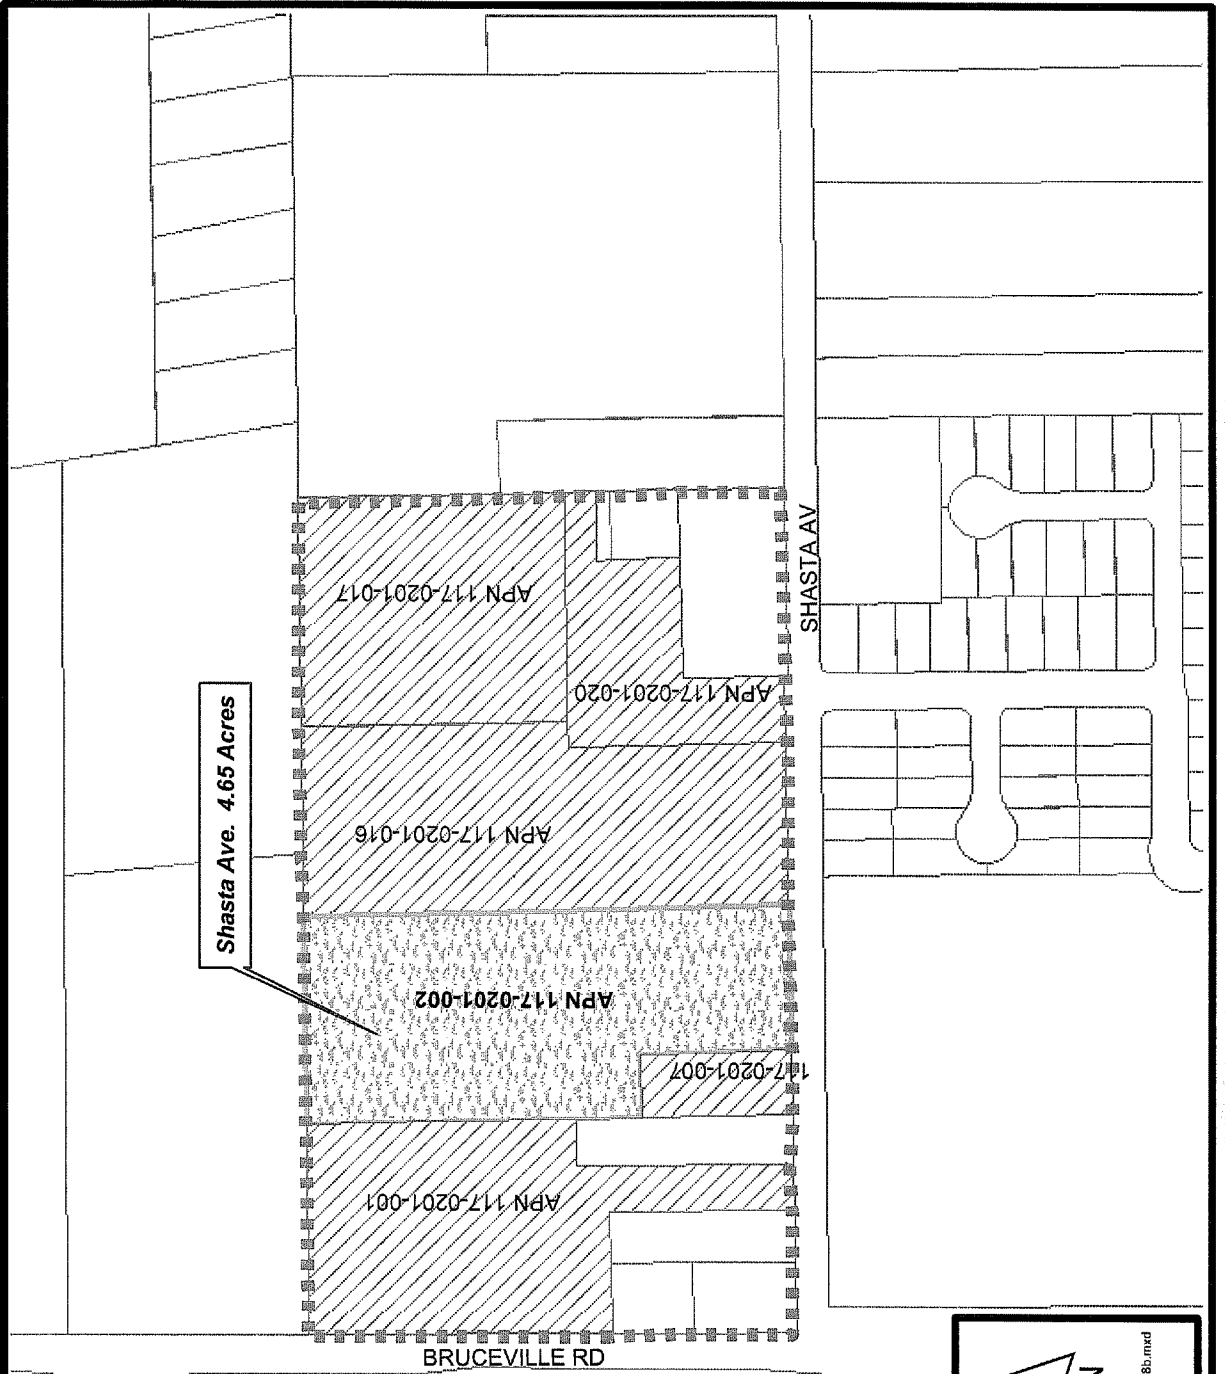 APN 117-0201-017
SHASTA AV
APN 117-0201-020
Shasta Ave. 4.65 Acres
APN 117-0201-016
APN 117-0201-002
117-0201-007
APN 117-0201-001
BRUCEVILLE RD
8b.mxd
N